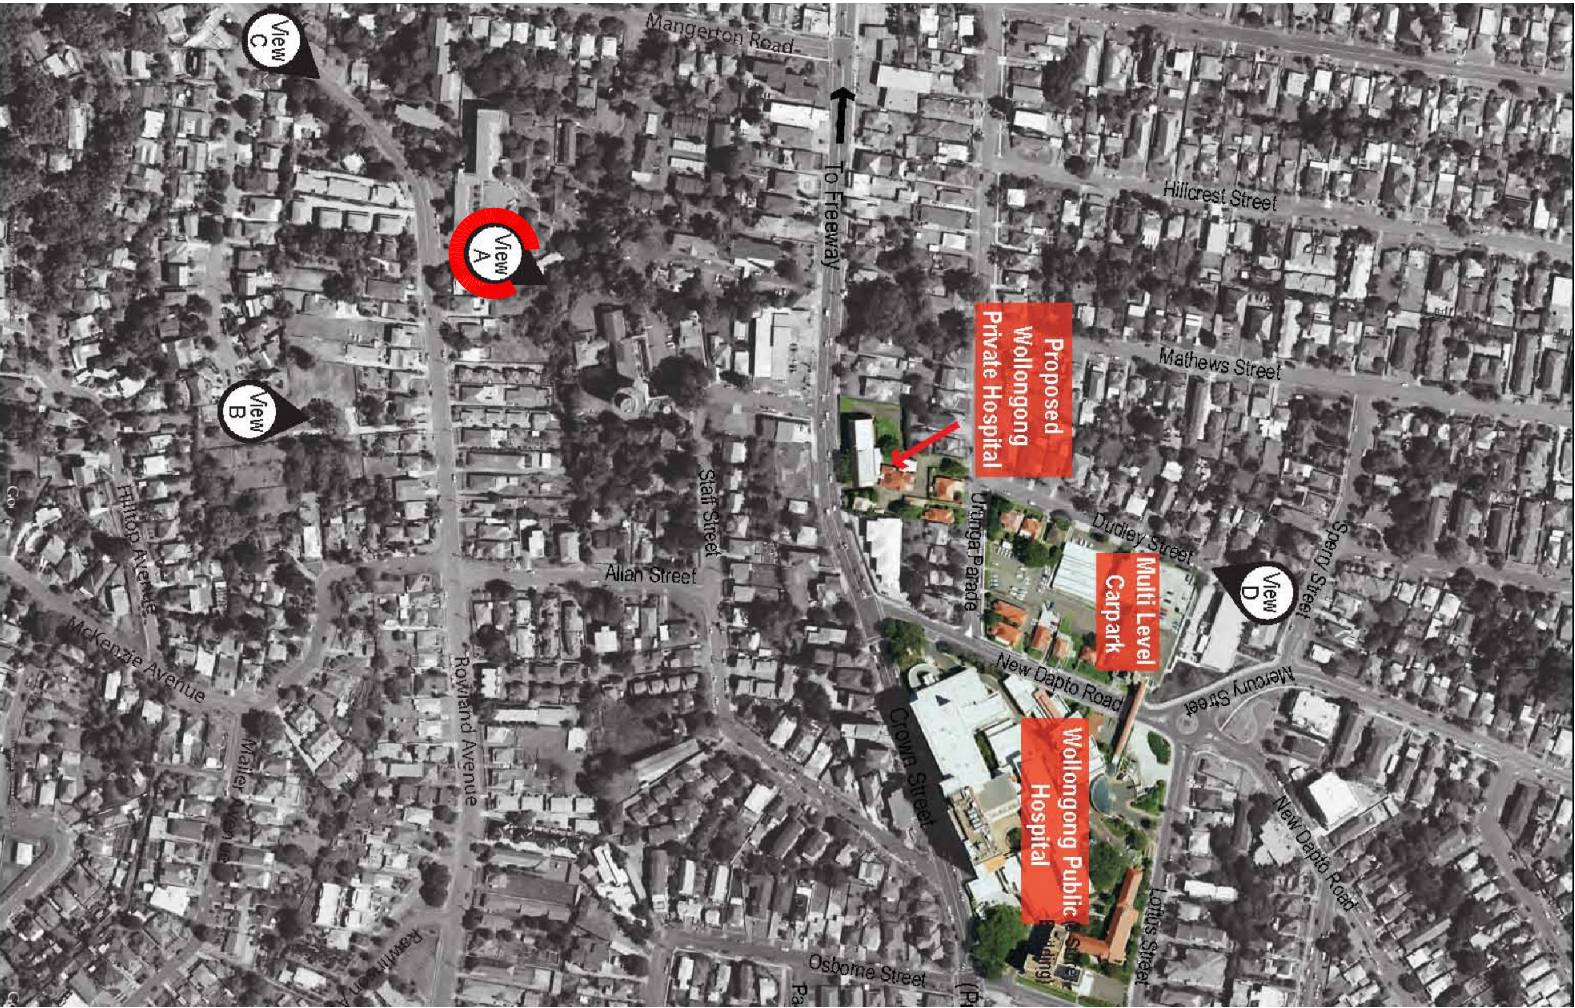 Mangerton Road
View
C
To Freeway
Hillcrest Street
View
A
Proposed
Wollongong
Private Hospital
Mathews Street
View
B
Staff Street
Urunga Parade
Dudley Street
Sperry Street
View
D
Hilltop Avenue
Allan Street
Multi Level
Carpark
McKenzie Avenue
Rowland Avenue
New Dapto Road
Mercury Street
Crown Street
Wollongong Public
Hospital
New Dapto Road
Loftus Street
Osborne Street